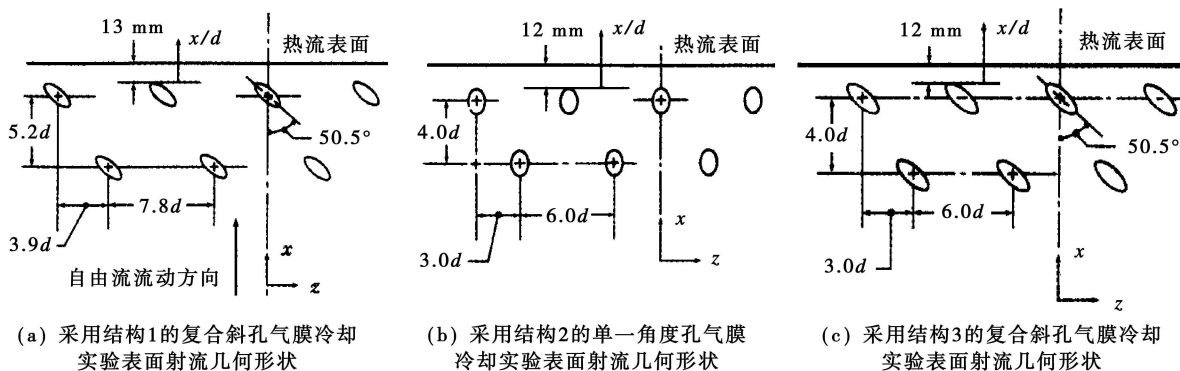 13 mm
x/d
热流表面
5.2d
50.5°
7.8d
3.9d
x
z
自由流流动方向
(a) 采用结构1的复合斜孔气膜冷却
实验表面射流几何形状
12 mm
x/d
热流表面
4.0d
6.0d
3.0d
x
z
(b) 采用结构2的单一角度孔气膜
冷却实验表面射流几何形状
12 mm
x/d
热流表面
4.0d
50.5°
6.0d
3.0d
x
z
(c) 采用结构3的复合斜孔气膜冷却
实验表面射流几何形状